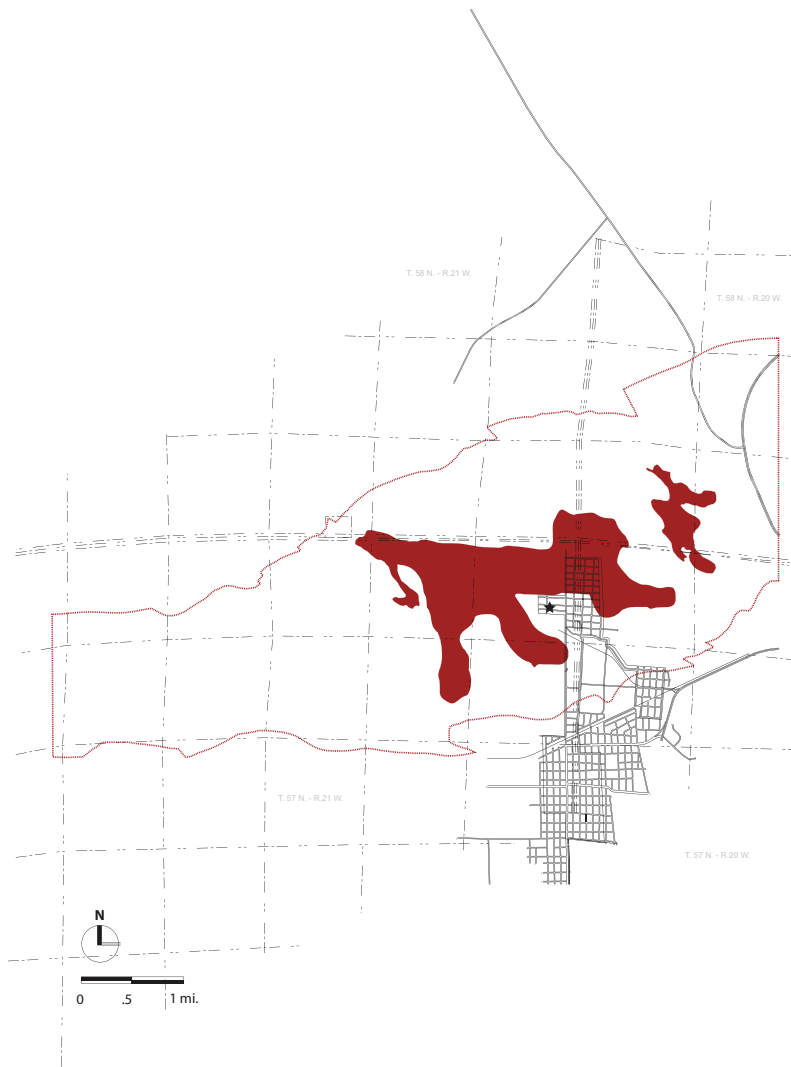 T. 58 N. - R.21 W.
T. 58 N. - R.20 W.
T. 57 N. - R.21 W.
T. 57 N. - R.20 W.
N
0 .5 1 mi.